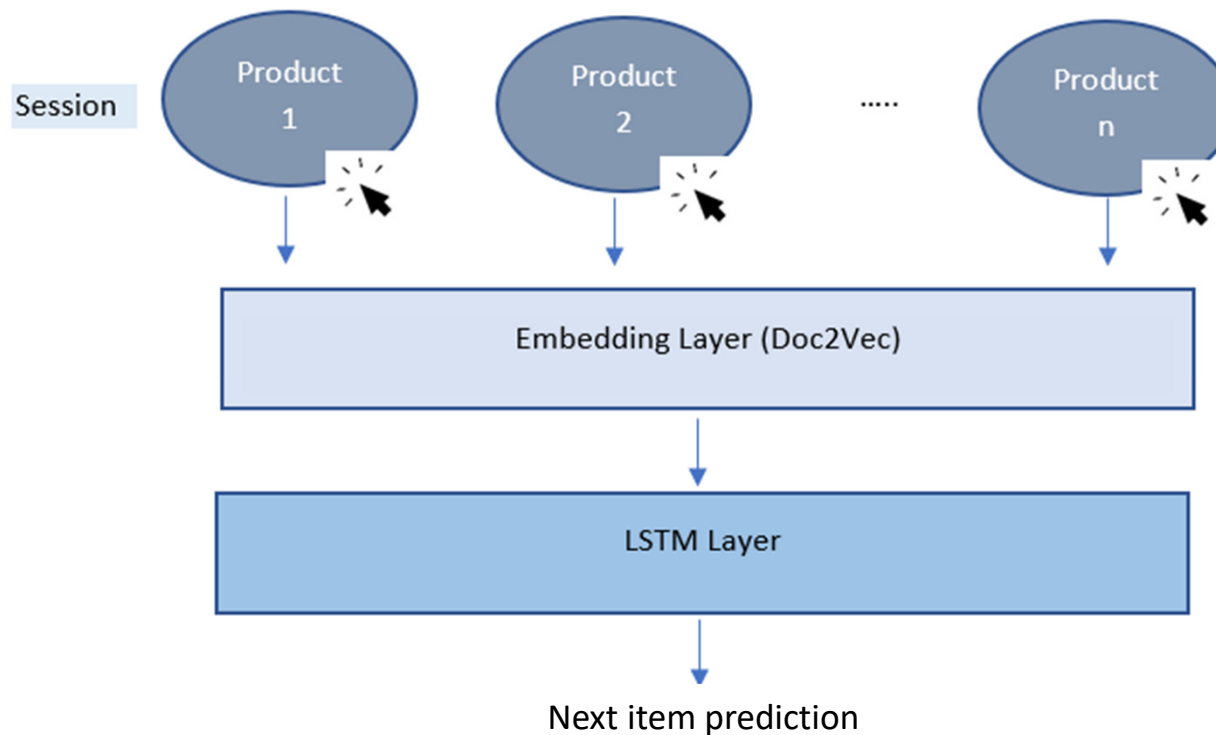 Session
Product
1
Product
2
.....
Product
n
Embedding Layer (Doc2Vec)
LSTM Layer
Next item prediction